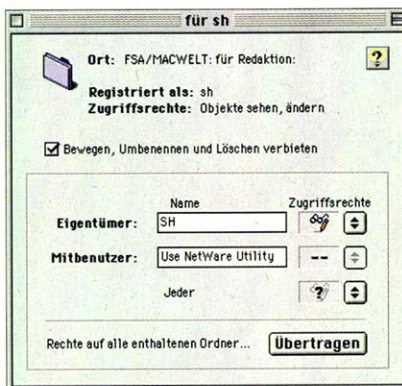 für sh
Ort: FSA/MACWELT: für Redaktion:
?
Registriert als: sh
Zugriffsrechte: Objekte sehen, ändern
Bewegen, Umbenennen und Löschen verbieten
Name Zugriffsrechte
Eigentümer: SH
Mitbenutzer: Use NetWare Utility --
Jeder ?
Rechte auf alle enthaltenen Ordner... Übertragen